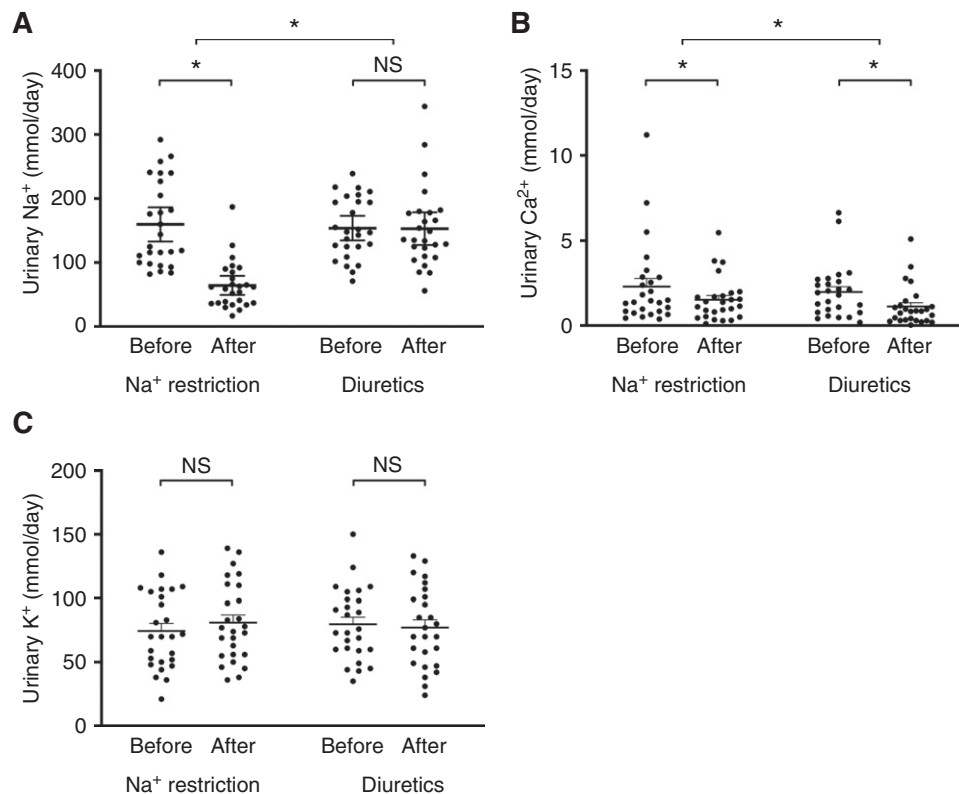 A
*
*
NS
Urinary Na⁺ (mmol/day)
400
300
200
100
0
Before After Before After
Na⁺ restriction Diuretics
B
*
*
*
Urinary Ca²⁺ (mmol/day)
15
10
5
0
Before After Before After
Na⁺ restriction Diuretics
C
NS
NS
Urinary K⁺ (mmol/day)
200
150
100
50
0
Before After Before After
Na⁺ restriction Diuretics